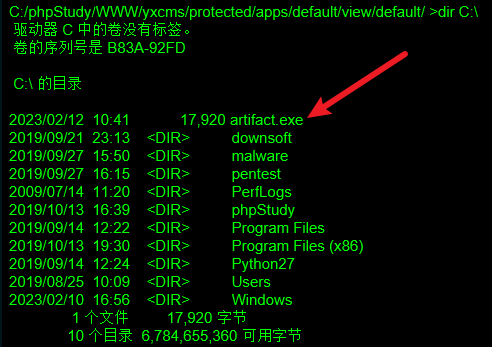 C:/phpStudy/WWW/yxcms/protected/apps/default/view/default/ >dir C:\
驱动器 C 中的卷没有标签。
卷的序列号是 B83A-92FD
C:\ 的目录
2023/02/12 10:41 17,920 artifact.exe
2019/09/21 23:13 <DIR> downsoft
2019/09/27 15:50 <DIR> malware
2019/09/27 16:15 <DIR> pentest
2009/07/14 11:20 <DIR> PerfLogs
2019/10/13 16:39 <DIR> phpStudy
2019/09/14 12:22 <DIR> Program Files
2019/10/13 19:30 <DIR> Program Files (x86)
2019/09/14 12:24 <DIR> Python27
2019/08/25 10:09 <DIR> Users
2023/02/10 16:56 <DIR> Windows
1 个文件 17,920 字节
10 个目录 6,784,655,360 可用字节